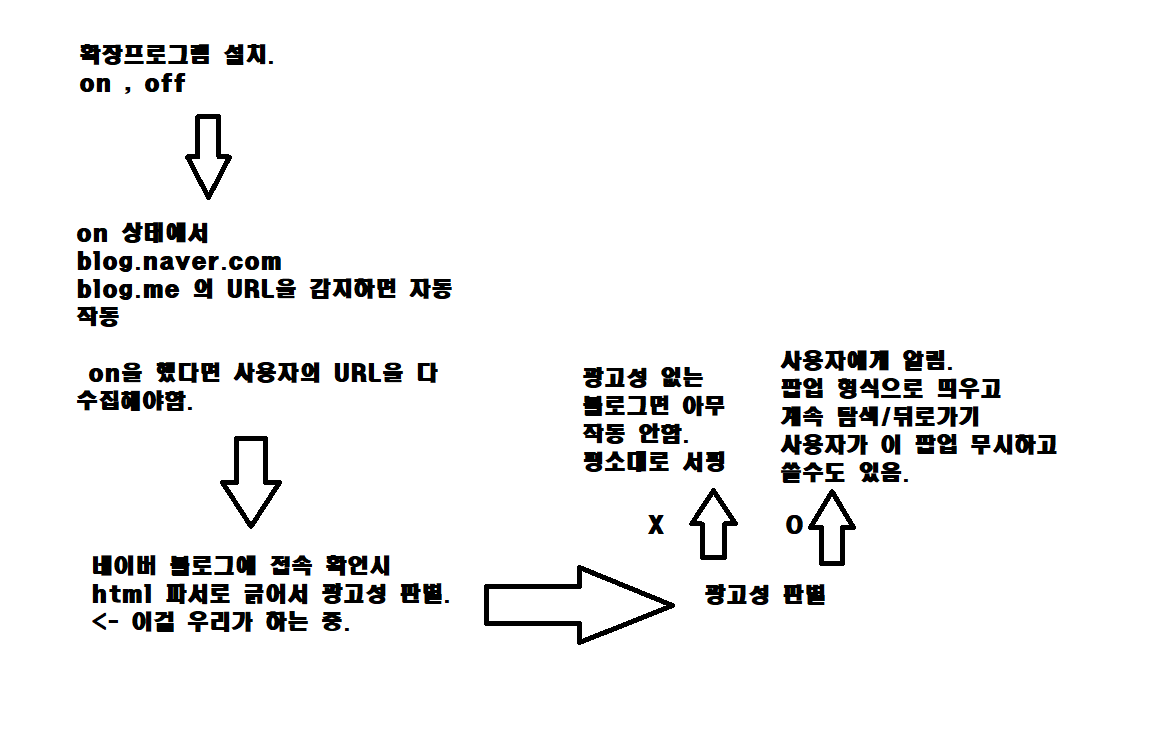 확장프로그램 설치.
on , off
on 상태에서
blog.naver.com
blog.me 의 URL을 감지하면 자동
작동
on을 했다면 사용자의 URL을 다
수집해야함.
네이버 블로그에 접속 확인시
html 파서로 긁어서 광고성 판별.
<- 이걸 우리가 하는 중.
광고성 판별
X
광고성 없는
블로그면 아무
작동 안함.
평소대로 서핑
O
사용자에게 알림.
팝업 형식으로 띄우고
계속 탐색/뒤로가기
사용자가 이 팝업 무시하고
쓸수도 있음.